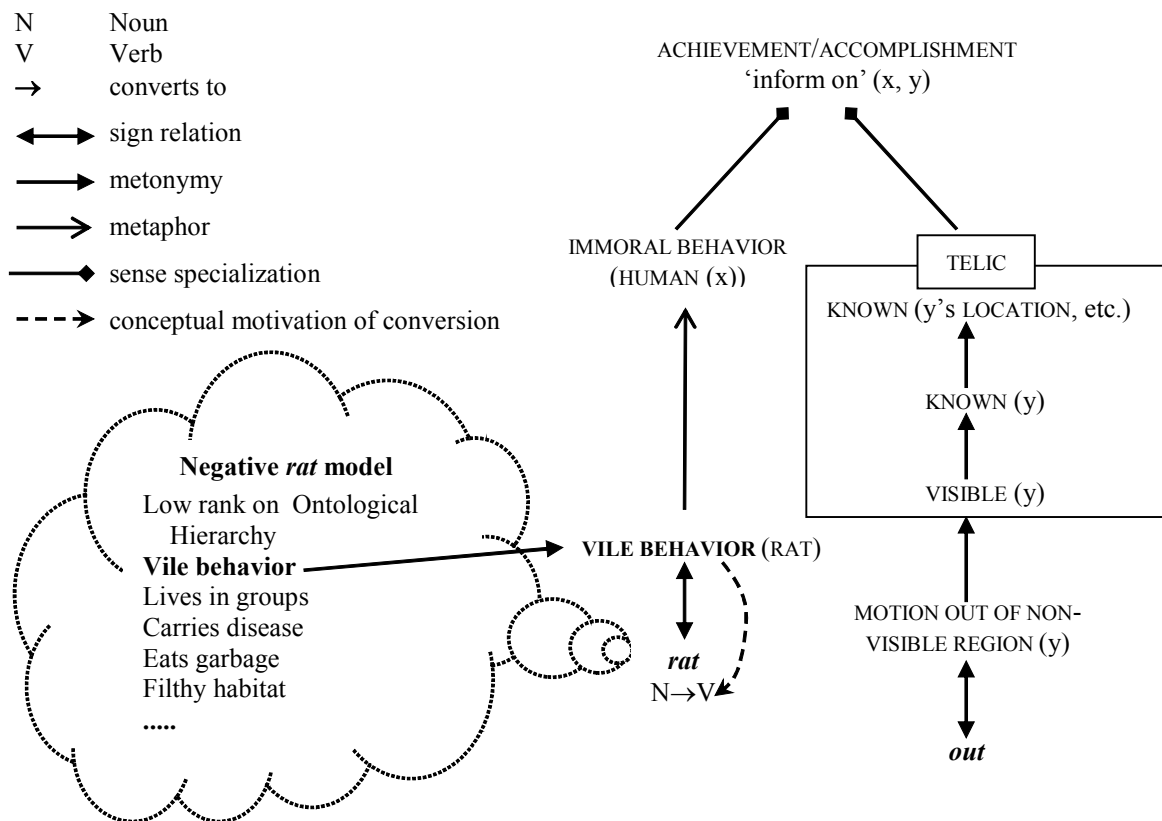 N Noun
V Verb
→ converts to
sign relation
metonymy
metaphor
sense specialization
conceptual motivation of conversion
ACHIEVEMENT/ACCOMPLISHMENT
‘inform on’ (x, y)
IMMORAL BEHAVIOR
(HUMAN (x))
TELIC
KNOWN (y’s LOCATION, etc.)
KNOWN (y)
VISIBLE (y)
Negative rat model
Low rank on Ontological
Hierarchy
Vile behavior
Lives in groups
Carries disease
Eats garbage
Filthy habitat
.....
VILE BEHAVIOR (RAT)
rat
N→V
MOTION OUT OF NON-
VISIBLE REGION (y)
out